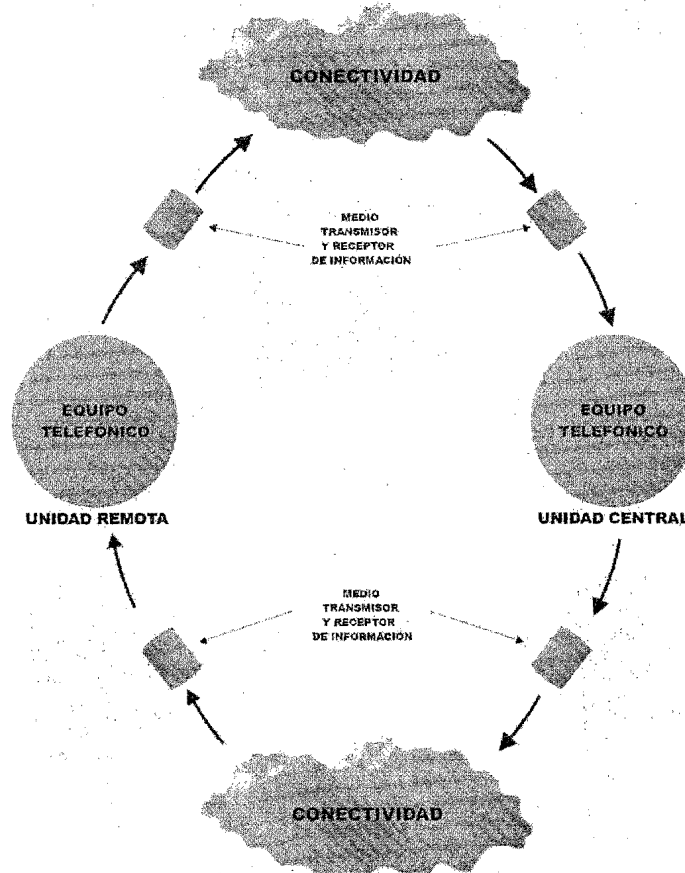 CONECTIVIDAD
MEDIO
TRANSMISOR
Y RECEPTOR
DE INFORMACIÓN
EQUIPO
TELEFÓNICO
UNIDAD REMOTA
EQUIPO
TELEFÓNICO
UNIDAD CENTRAL
MEDIO
TRANSMISOR
Y RECEPTOR
DE INFORMACIÓN
CONECTIVIDAD